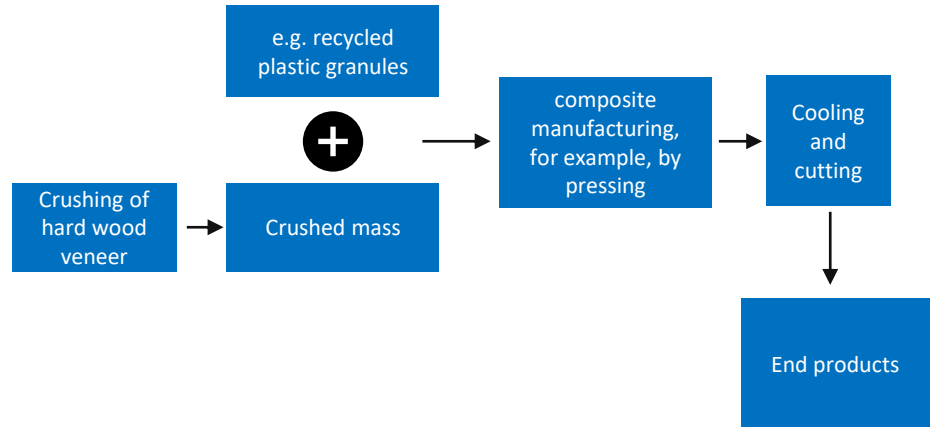 e.g. recycled
plastic granules
+
Crushing of
hard wood
veneer
Crushed mass
composite
manufacturing,
for example, by
pressing
Cooling
and
cutting
End products